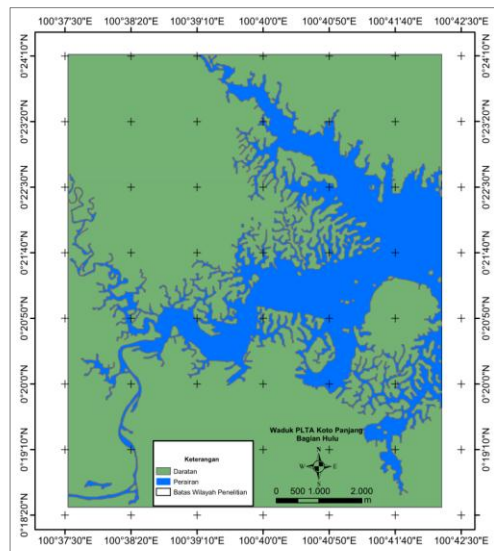 100°37'30"E 100°38'20"E 100°39'10"E 100°40'0"E 100°40'50"E 100°41'40"E 100°42'30"E
0°24'10"N 0°24'10"N
0°23'20"N 0°23'20"N
0°22'30"N 0°22'30"N
0°21'40"N 0°21'40"N
0°20'50"N 0°20'50"N
0°20'0"N 0°20'0"N
0°19'10"N 0°19'10"N
0°18'20"N 0°18'20"N
Waduk PLTA Koto Panjang
Bagian Hulu
N
W E
S
0 500 1.000 2.000
m
Keterangan
Daratan
Perairan
Batas Wilayah Penelitian
100°37'30"E 100°38'20"E 100°39'10"E 100°40'0"E 100°40'50"E 100°41'40"E 100°42'30"E